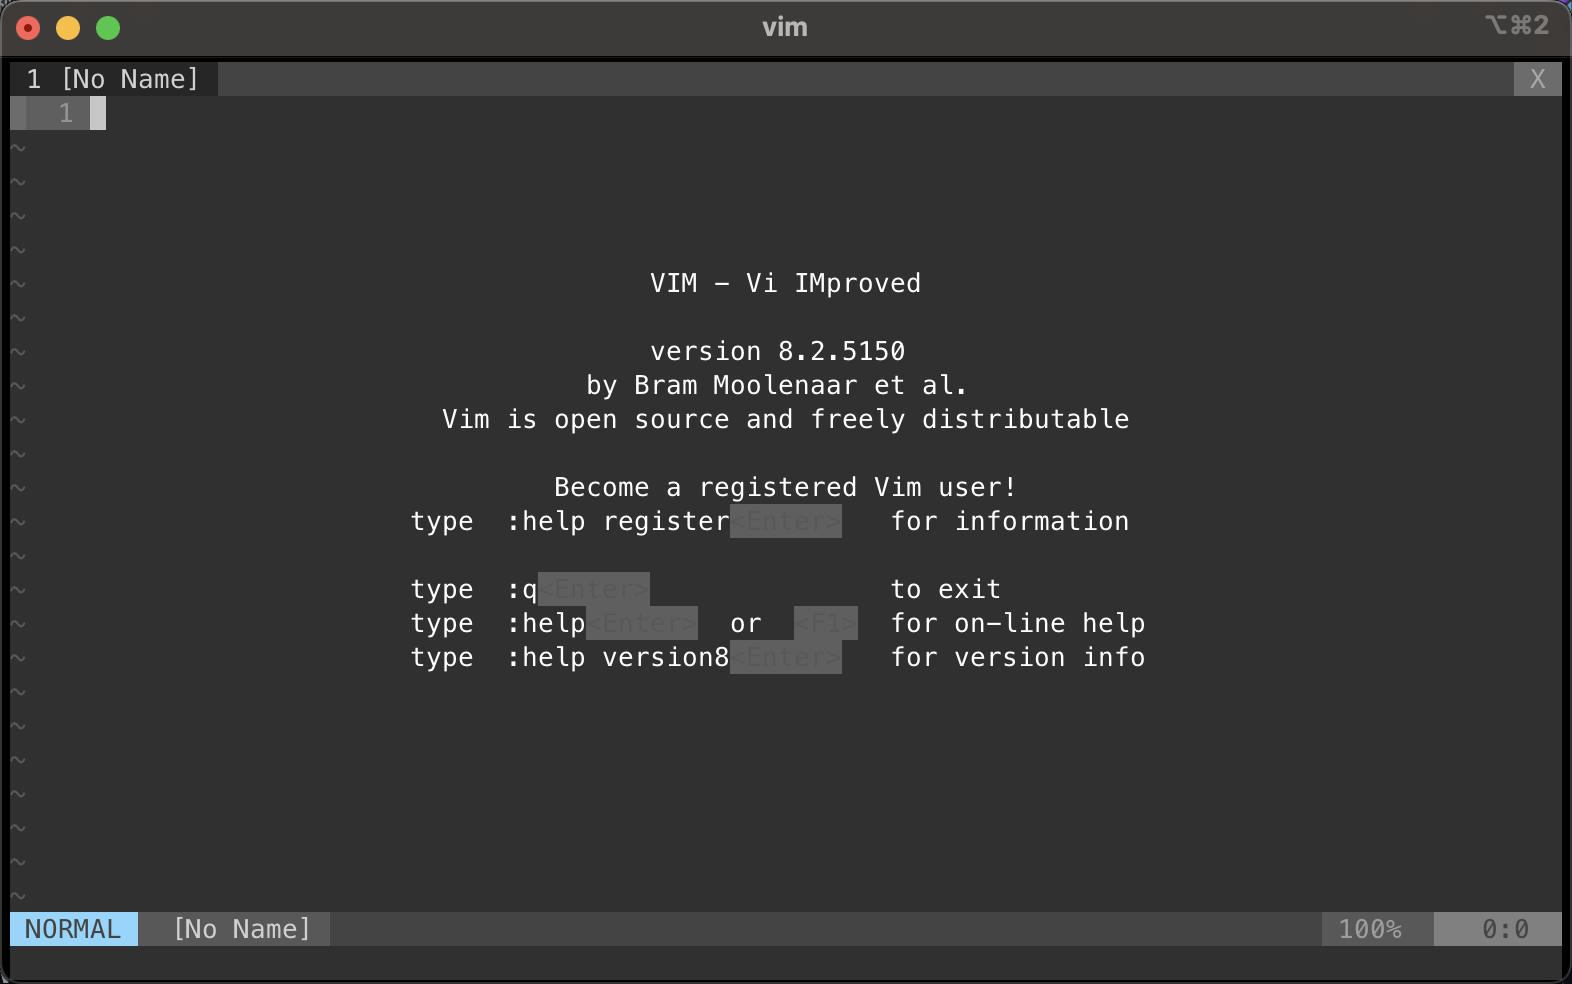 vim
⌥⌘2
1 [No Name] X
1
~
~
~
~
~ VIM - Vi IMproved
~
~ version 8.2.5150
~ by Bram Moolenaar et al.
~ Vim is open source and freely distributable
~
~ Become a registered Vim user!
~ type :help register<Enter> for information
~
~ type :q<Enter> to exit
~ type :help<Enter> or <F1> for on-line help
~ type :help version8<Enter> for version info
~
~
~
~
~
~
~
NORMAL [No Name] 100% 0:0